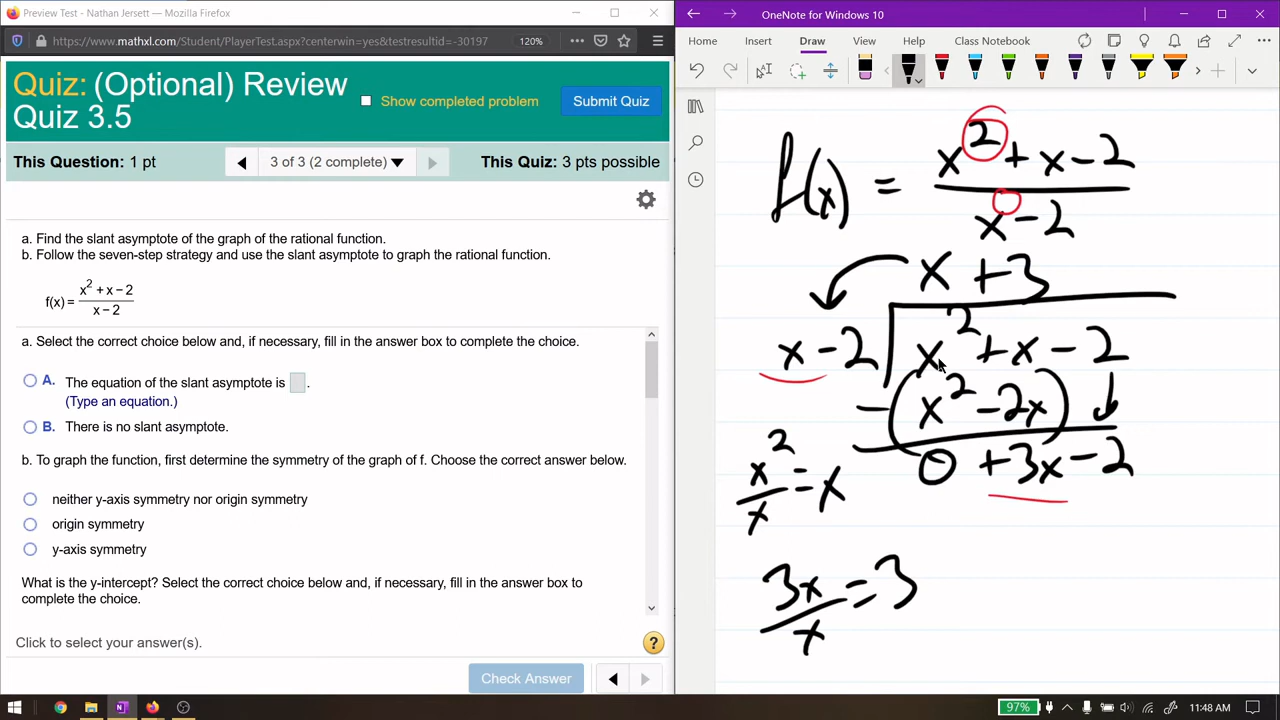 Preview Test - Nathan Jersett — Mozilla Firefox
https://www.mathxl.com/Student/PlayerTest.aspx?centerwin=yes&testresultid=-30197
120%
Quiz: (Optional) Review
Quiz 3.5
Show completed problem
Submit Quiz
This Question: 1 pt
3 of 3 (2 complete)
This Quiz: 3 pts possible
a. Find the slant asymptote of the graph of the rational function.
b. Follow the seven-step strategy and use the slant asymptote to graph the rational function.
f(x) = (x² + x − 2)/(x − 2)
a. Select the correct choice below and, if necessary, fill in the answer box to complete the choice.
A. The equation of the slant asymptote is .
(Type an equation.)
B. There is no slant asymptote.
b. To graph the function, first determine the symmetry of the graph of f. Choose the correct answer below.
neither y-axis symmetry nor origin symmetry
origin symmetry
y-axis symmetry
What is the y-intercept? Select the correct choice below and, if necessary, fill in the answer box to
complete the choice.
Click to select your answer(s).
?
Check Answer
OneNote for Windows 10
Home Insert Draw View Help Class Notebook
f(x) = (x² + x − 2)/(x − 2)
x + 3
x − 2 x² + x − 2
−(x² − 2x)
0 + 3x − 2
x²/x = x
3x/x = 3
97%
11:48 AM